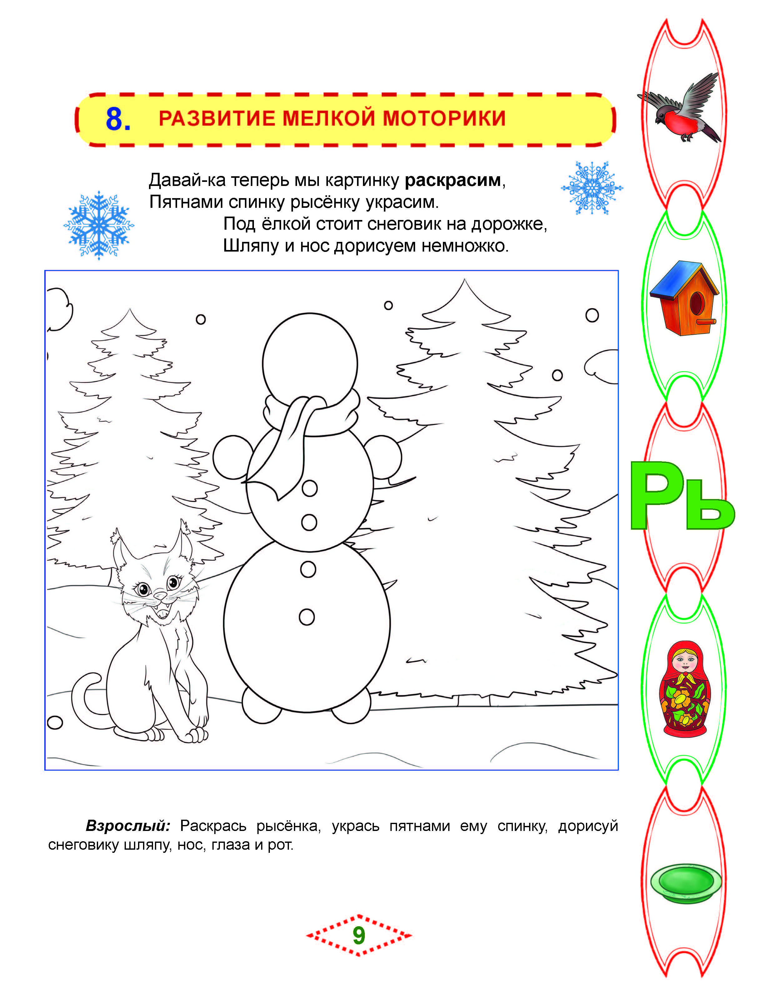 8. РАЗВИТИЕ МЕЛКОЙ МОТОРИКИ
Давай-ка теперь мы картинку раскрасим,
Пятнами спинку рысёнку украсим.
Под ёлкой стоит снеговик на дорожке,
Шляпу и нос дорисуем немножко.
Рь
Взрослый: Раскрась рысёнка, укрась пятнами ему спинку, дорисуй
снеговику шляпу, нос, глаза и рот.
9